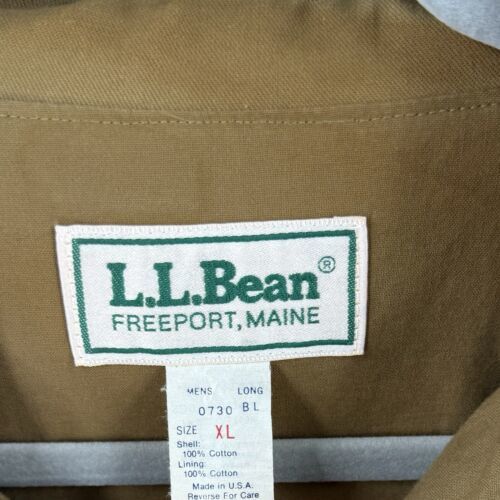 L.L.Bean®
FREEPORT, MAINE
MENS LONG
0730 BL
SIZE XL
Shell:
100% Cotton
Lining:
100% Cotton
Made in U.S.A.
Reverse For Care